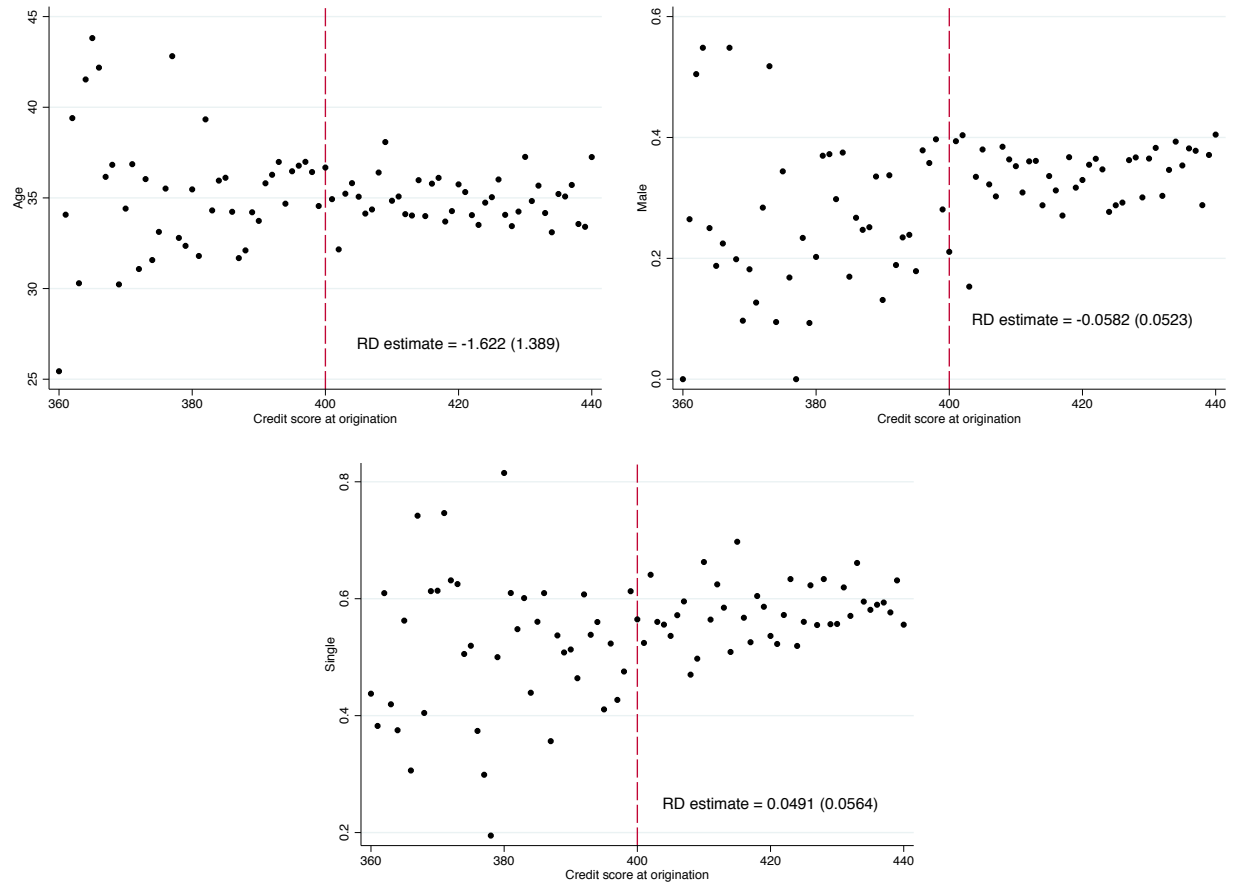 45
40
35
30
25
Age
RD estimate = -1.622 (1.389)
360 380 400 420 440
Credit score at origination
0.6
0.4
0.2
0.0
Male
RD estimate = -0.0582 (0.0523)
360 380 400 420 440
Credit score at origination
0.8
0.6
0.4
0.2
Single
RD estimate = 0.0491 (0.0564)
360 380 400 420 440
Credit score at origination